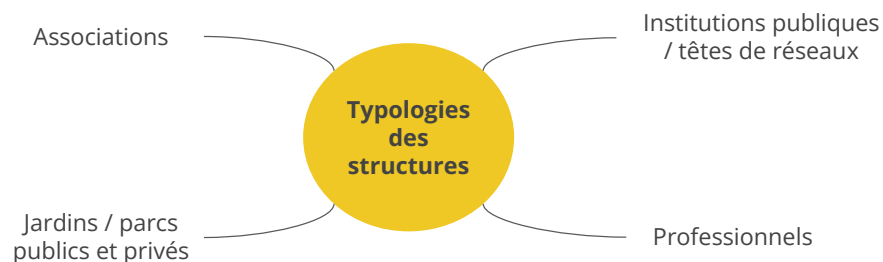 Associations
Institutions publiques
/ têtes de réseaux
Typologies
des
structures
Jardins / parcs
publics et privés
Professionnels